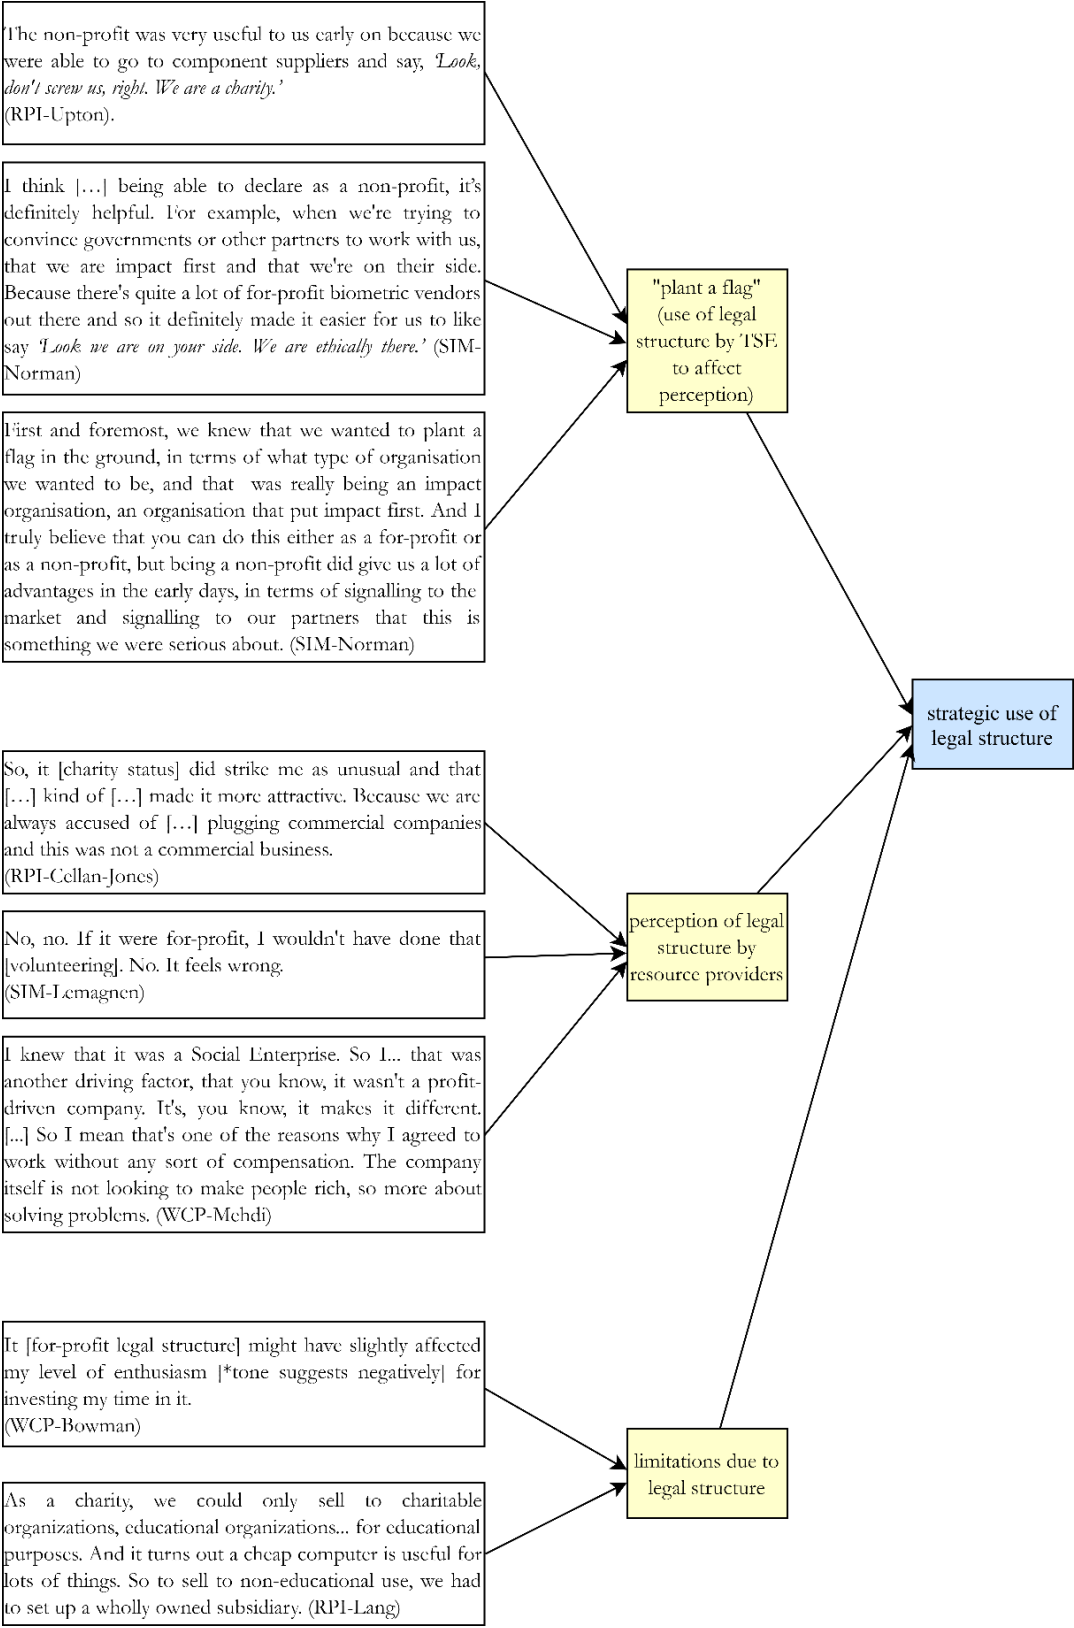 The non-profit was very useful to us early on because we
were able to go to component suppliers and say, ‘Look,
don't screw us, right. We are a charity.’
(RPI-Upton).
I think […] being able to declare as a non-profit, it’s
definitely helpful. For example, when we're trying to
convince governments or other partners to work with us,
that we are impact first and that we're on their side.
Because there's quite a lot of for-profit biometric vendors
out there and so it definitely made it easier for us to like
say ‘Look we are on your side. We are ethically there.’ (SIM-
Norman)
First and foremost, we knew that we wanted to plant a
flag in the ground, in terms of what type of organisation
we wanted to be, and that was really being an impact
organisation, an organisation that put impact first. And I
truly believe that you can do this either as a for-profit or
as a non-profit, but being a non-profit did give us a lot of
advantages in the early days, in terms of signalling to the
market and signalling to our partners that this is
something we were serious about. (SIM-Norman)
"plant a flag"
(use of legal
structure by TSE
to affect
perception)
So, it [charity status] did strike me as unusual and that
[…] kind of […] made it more attractive. Because we are
always accused of […] plugging commercial companies
and this was not a commercial business.
(RPI-Cellan-Jones)
No, no. If it were for-profit, I wouldn't have done that
[volunteering]. No. It feels wrong.
(SIM-Lemagnen)
I knew that it was a Social Enterprise. So I... that was
another driving factor, that you know, it wasn't a profit-
driven company. It's, you know, it makes it different.
[...] So I mean that's one of the reasons why I agreed to
work without any sort of compensation. The company
itself is not looking to make people rich, so more about
solving problems. (WCP-Mehdi)
perception of legal
structure by
resource providers
It [for-profit legal structure] might have slightly affected
my level of enthusiasm [*tone suggests negatively] for
investing my time in it.
(WCP-Bowman)
As a charity, we could only sell to charitable
organizations, educational organizations... for educational
purposes. And it turns out a cheap computer is useful for
lots of things. So to sell to non-educational use, we had
to set up a wholly owned subsidiary. (RPI-Lang)
limitations due to
legal structure
strategic use of
legal structure